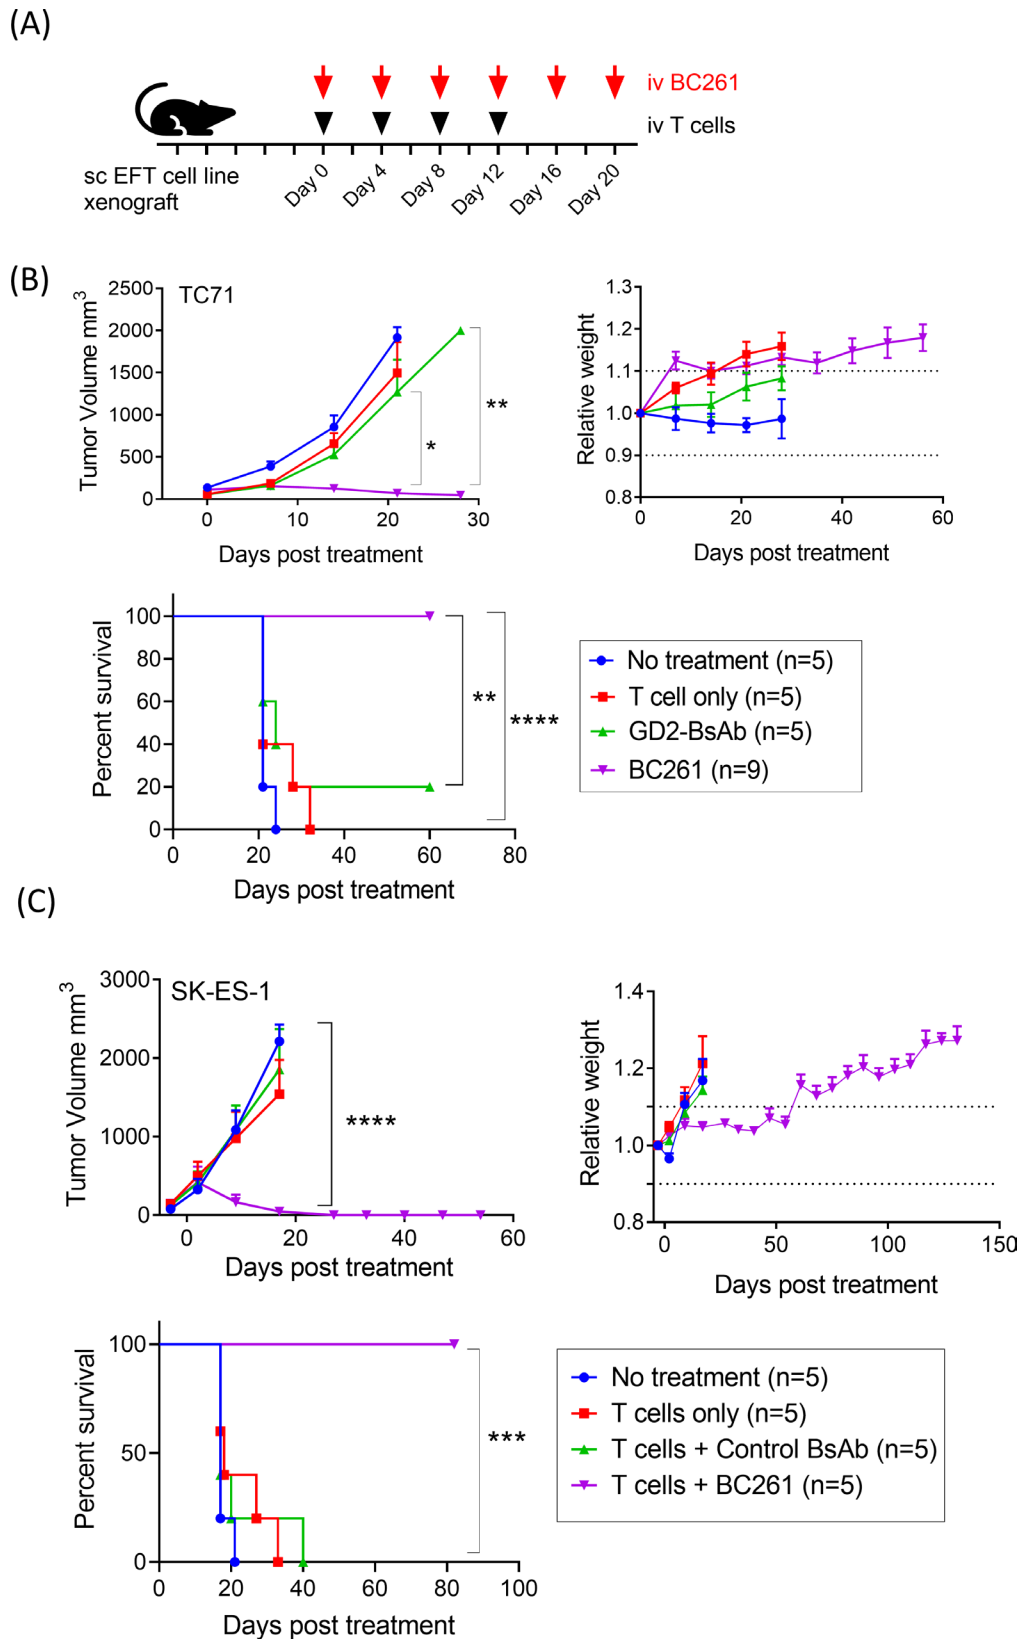 (A)
iv BC261
iv T cells
sc EFT cell line
xenograft
Day 0
Day 4
Day 8
Day 12
Day 16
Day 20
(B)
TC71
Tumor Volume mm³
2500
2000
1500
1000
500
0
0 10 20 30
Days post treatment
*
**
Relative weight
1.3
1.2
1.1
1.0
0.9
0.8
0 20 40 60
Days post treatment
Percent survival
100
80
60
40
20
0
0 20 40 60 80
Days post treatment
**
****
No treatment (n=5)
T cell only (n=5)
GD2-BsAb (n=5)
BC261 (n=9)
(C)
SK-ES-1
Tumor Volume mm³
3000
2000
1000
0
0 20 40 60
Days post treatment
****
Relative weight
1.4
1.2
1.0
0.8
0 50 100 150
Days post treatment
Percent survival
100
50
0
0 20 40 60 80 100
Days post treatment
***
No treatment (n=5)
T cells only (n=5)
T cells + Control BsAb (n=5)
T cells + BC261 (n=5)